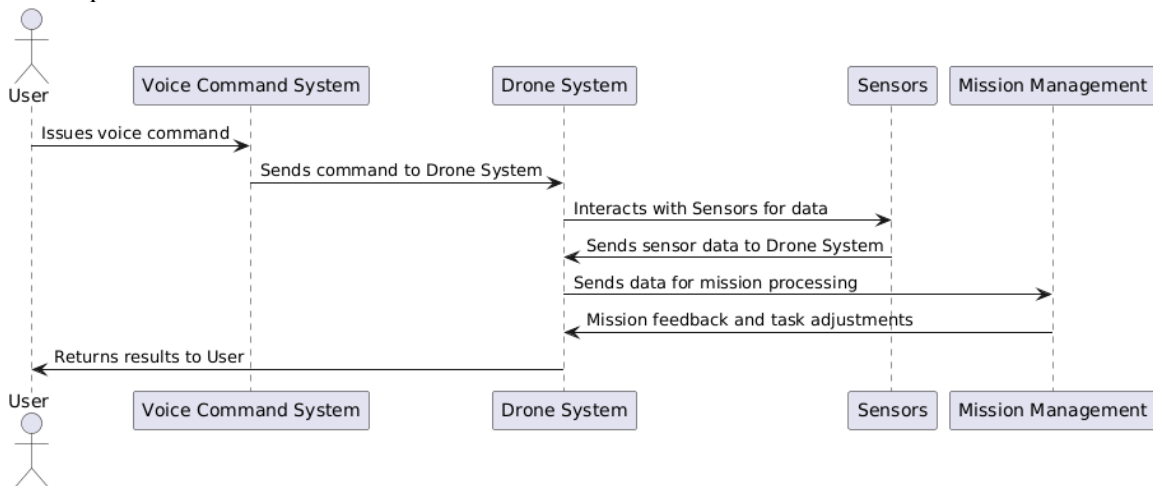 User
Voice Command System
Drone System
Sensors
Mission Management
Issues voice command
Sends command to Drone System
Interacts with Sensors for data
Sends sensor data to Drone System
Sends data for mission processing
Mission feedback and task adjustments
Returns results to User
User
Voice Command System
Drone System
Sensors
Mission Management